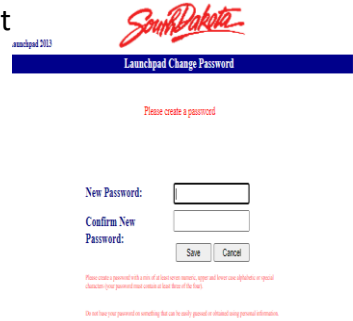 t
South Dakota
Launchpad 2013
Launchpad Change Password
Please create a password
New Password:
Confirm New
Password:
Save Cancel
Please create a password with a mix of at least seven numeric, upper and lower case alphabetic or special
characters (your password must contain at least three of the four).
Do not base your password on something that can be easily guessed or obtained using personal information.